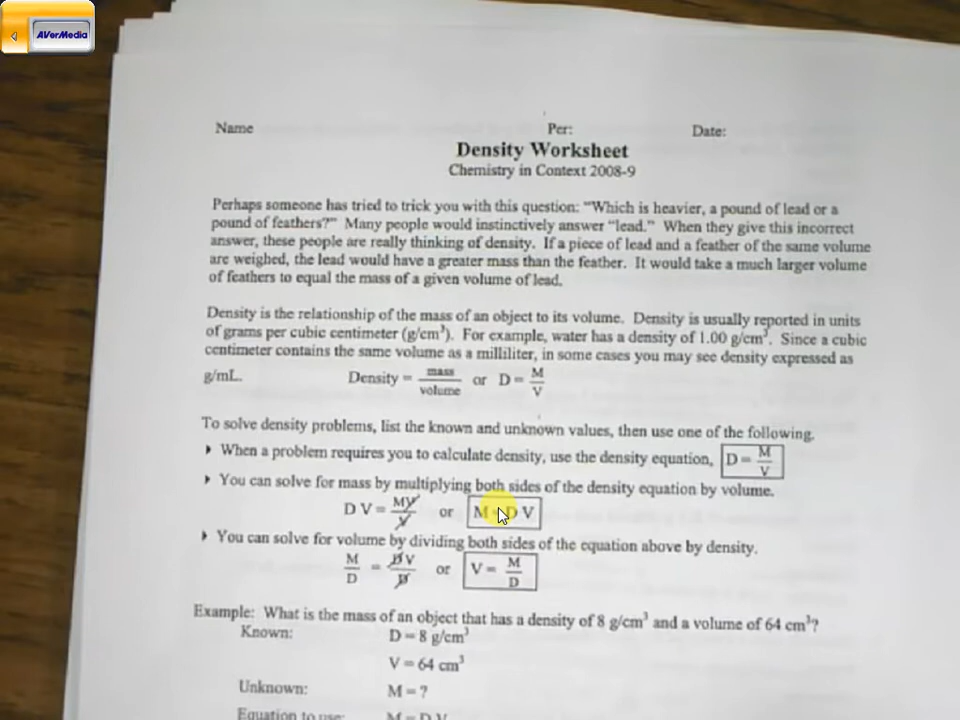 AVerMedia
Name Per: Date:
Density Worksheet
Chemistry in Context 2008-9
Perhaps someone has tried to trick you with this question: "Which is heavier, a pound of lead or a
pound of feathers?" Many people would instinctively answer "lead." When they give this incorrect
answer, these people are really thinking of density. If a piece of lead and a feather of the same volume
are weighed, the lead would have a greater mass than the feather. It would take a much larger volume
of feathers to equal the mass of a given volume of lead.
Density is the relationship of the mass of an object to its volume. Density is usually reported in units
of grams per cubic centimeter (g/cm³). For example, water has a density of 1.00 g/cm³. Since a cubic
centimeter contains the same volume as a milliliter, in some cases you may see density expressed as
g/mL. Density = mass/volume or D = M/V
To solve density problems, list the known and unknown values, then use one of the following.
When a problem requires you to calculate density, use the density equation, D = M/V
You can solve for mass by multiplying both sides of the density equation by volume.
D V = MV/V or M = D V
You can solve for volume by dividing both sides of the equation above by density.
M/D = DV/D or V = M/D
Example: What is the mass of an object that has a density of 8 g/cm³ and a volume of 64 cm³?
Known: D = 8 g/cm³
V = 64 cm³
Unknown: M = ?
Equation to use: M = D V